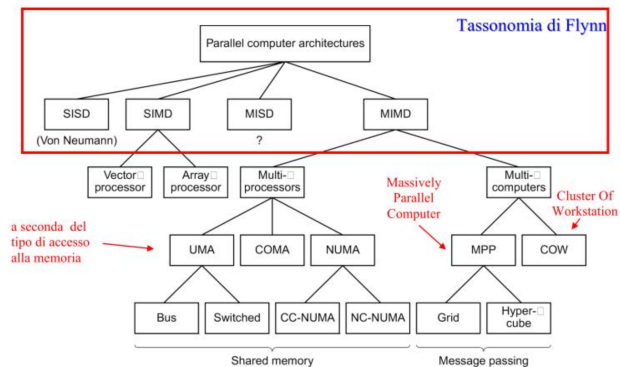 Tassonomia di Flynn
Parallel computer architectures
SISD
SIMD
MISD
MIMD
(Von Neumann)
?
Vector
processor
Array
processor
Multi-
processors
Multi-
computers
Massively
Parallel
Computer
Cluster Of
Workstation
a seconda del
tipo di accesso
alla memoria
UMA
COMA
NUMA
MPP
COW
Bus
Switched
CC-NUMA
NC-NUMA
Grid
Hyper-
cube
Shared memory
Message passing